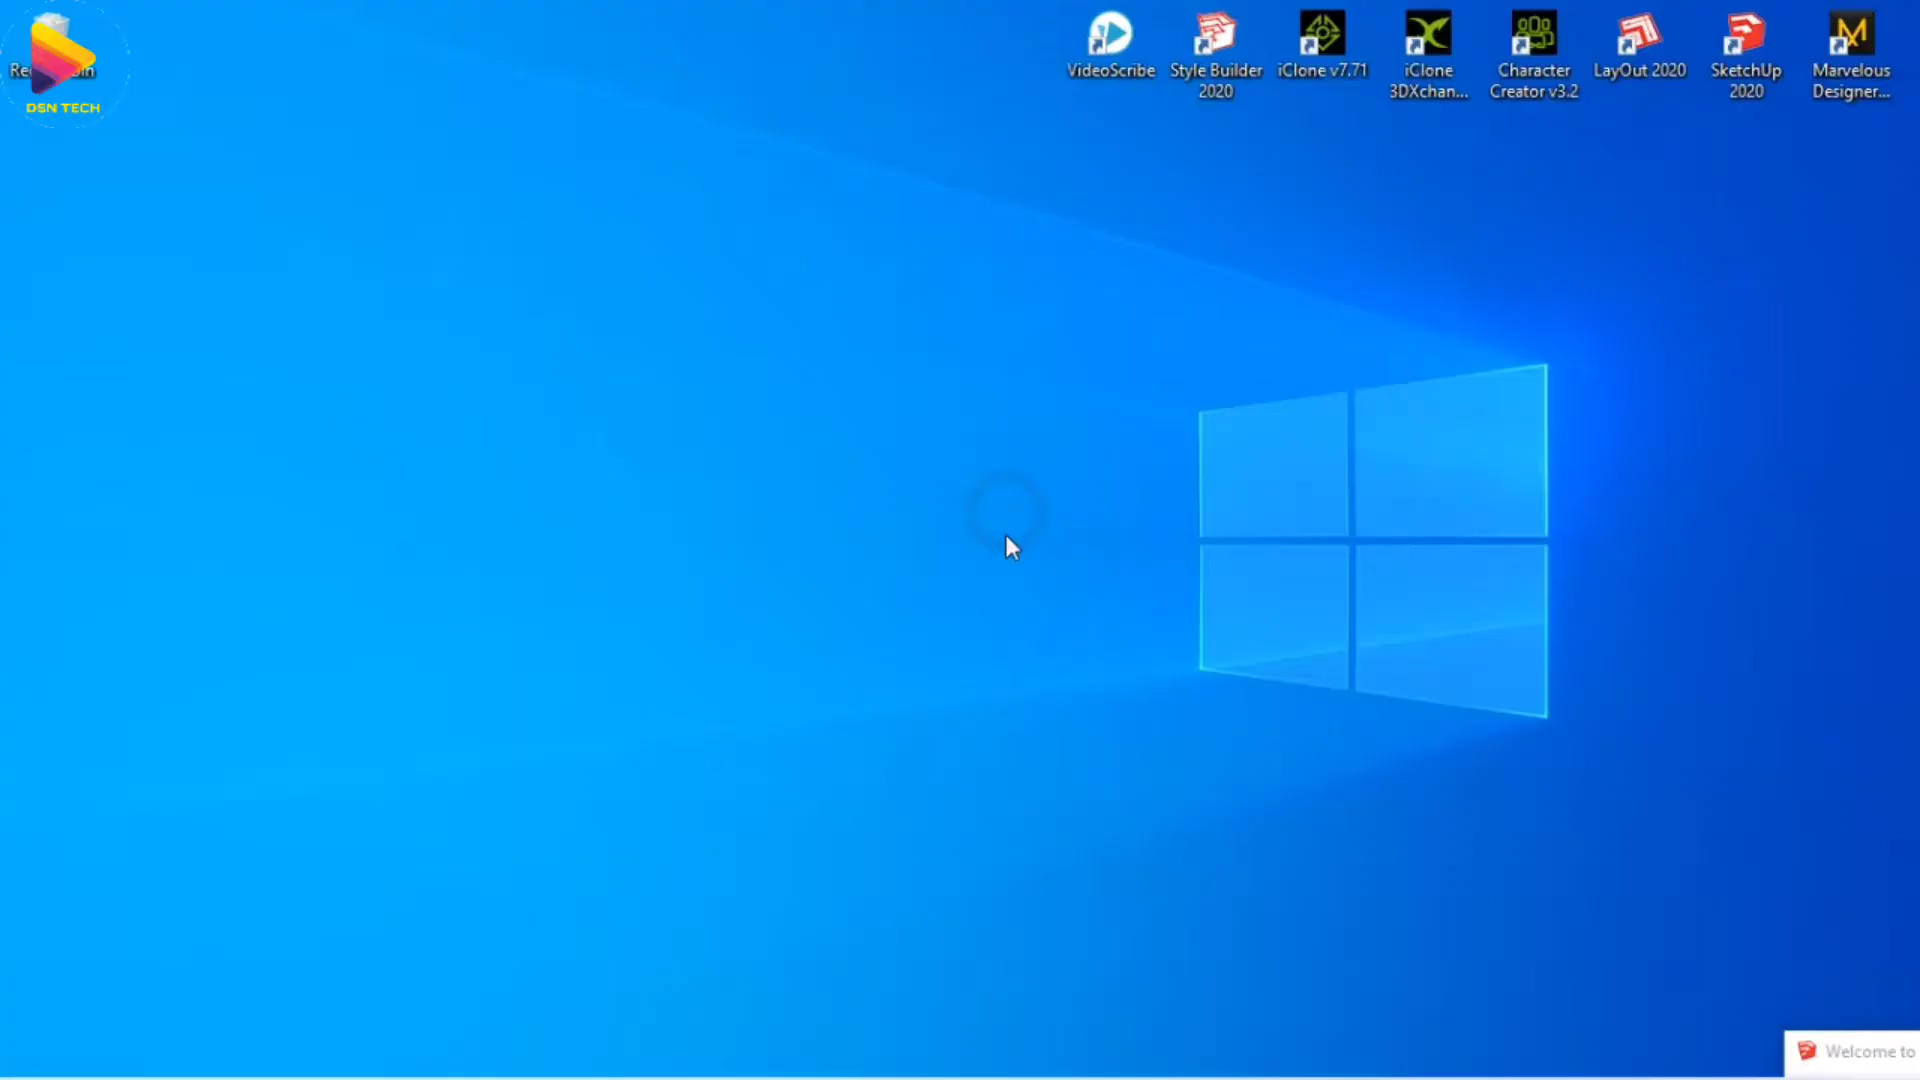 DSN TECH
VideoScribe
Style Builder
2020
iClone v7.71
iClone
3DXchan...
Character
Creator v3.2
LayOut 2020
SketchUp
2020
Marvelous
Designer...
Welcome to